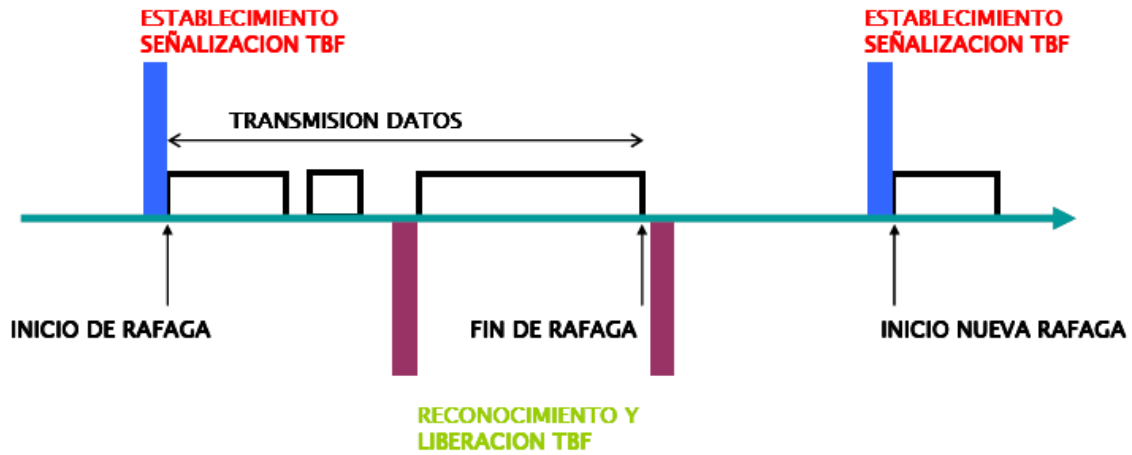 ESTABLECIMIENTO
SEÑALIZACION TBF
ESTABLECIMIENTO
SEÑALIZACION TBF
TRANSMISION DATOS
INICIO DE RAFAGA
FIN DE RAFAGA
INICIO NUEVA RAFAGA
RECONOCIMIENTO Y
LIBERACION TBF